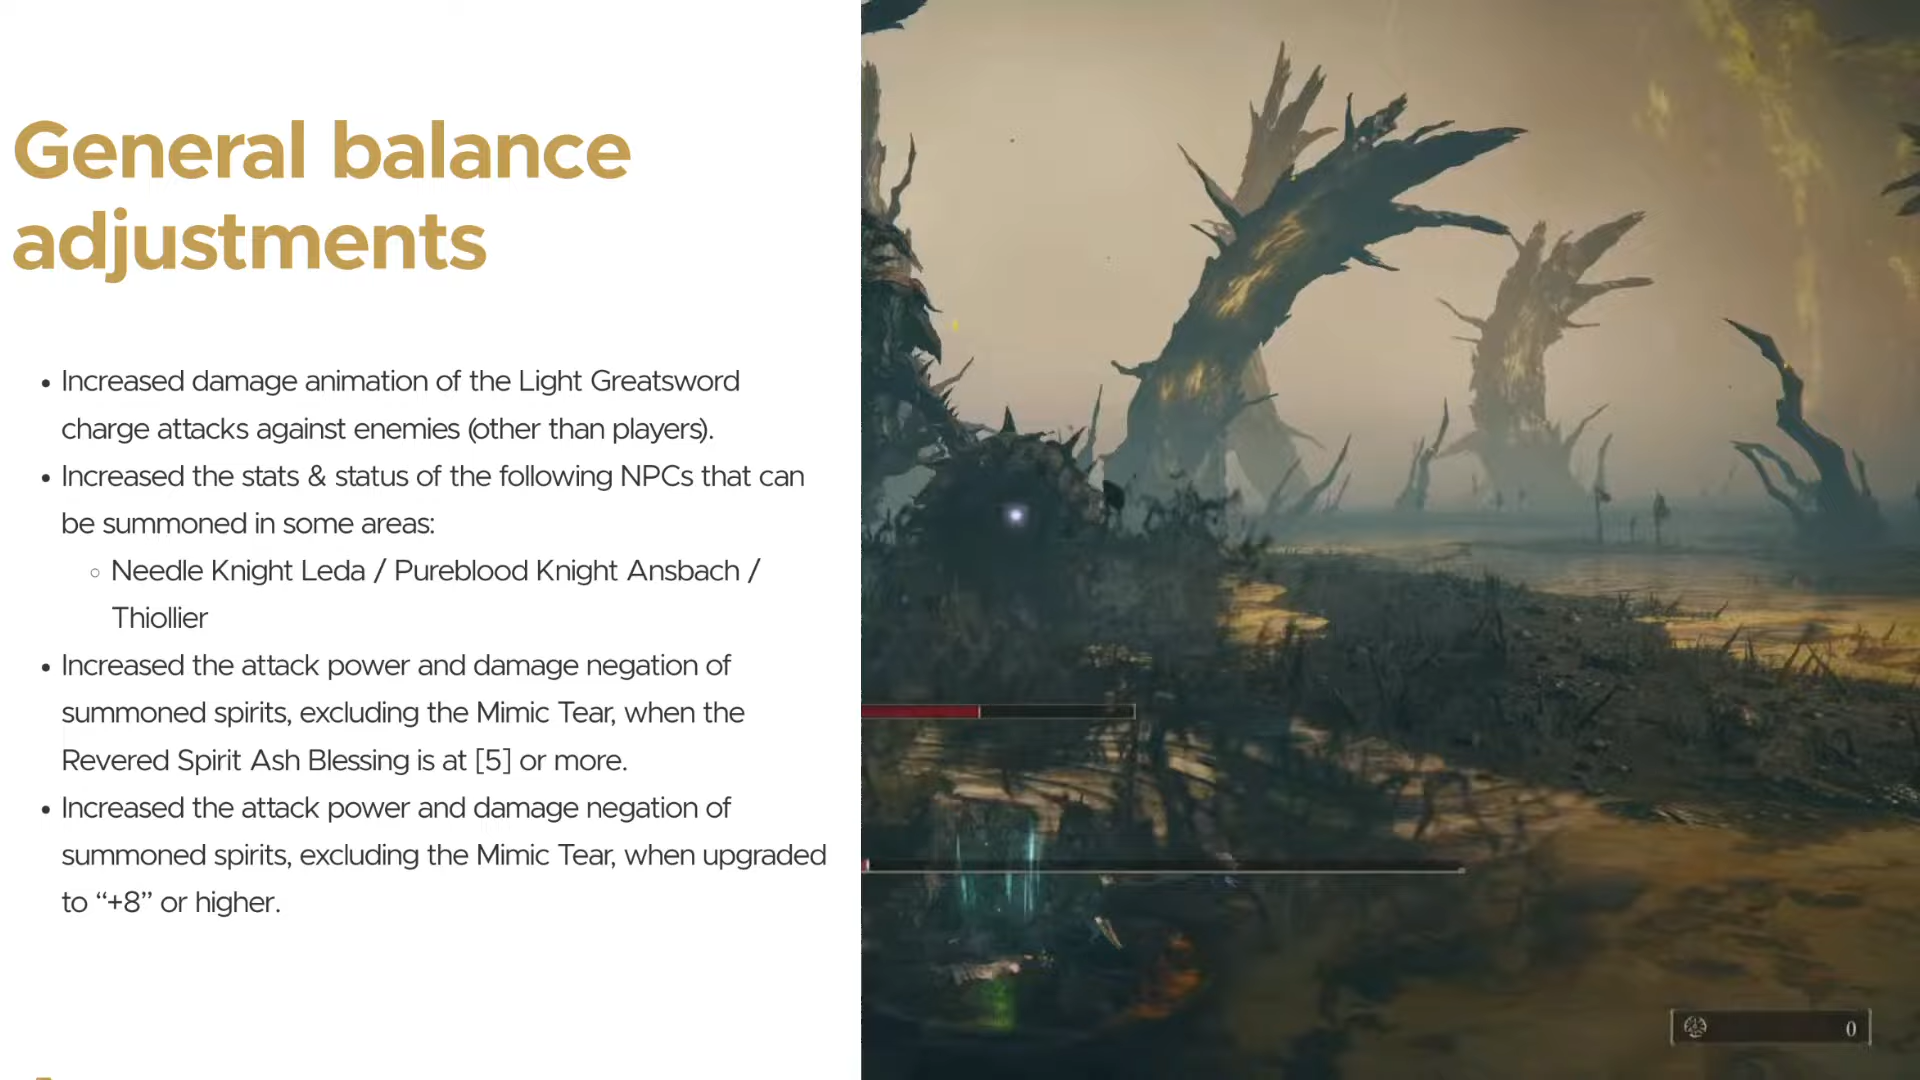 General balance
adjustments
• Increased damage animation of the Light Greatsword
charge attacks against enemies (other than players).
• Increased the stats & status of the following NPCs that can
be summoned in some areas:
◦ Needle Knight Leda / Pureblood Knight Ansbach /
Thiollier
• Increased the attack power and damage negation of
summoned spirits, excluding the Mimic Tear, when the
Revered Spirit Ash Blessing is at [5] or more.
• Increased the attack power and damage negation of
summoned spirits, excluding the Mimic Tear, when upgraded
to “+8” or higher.
0